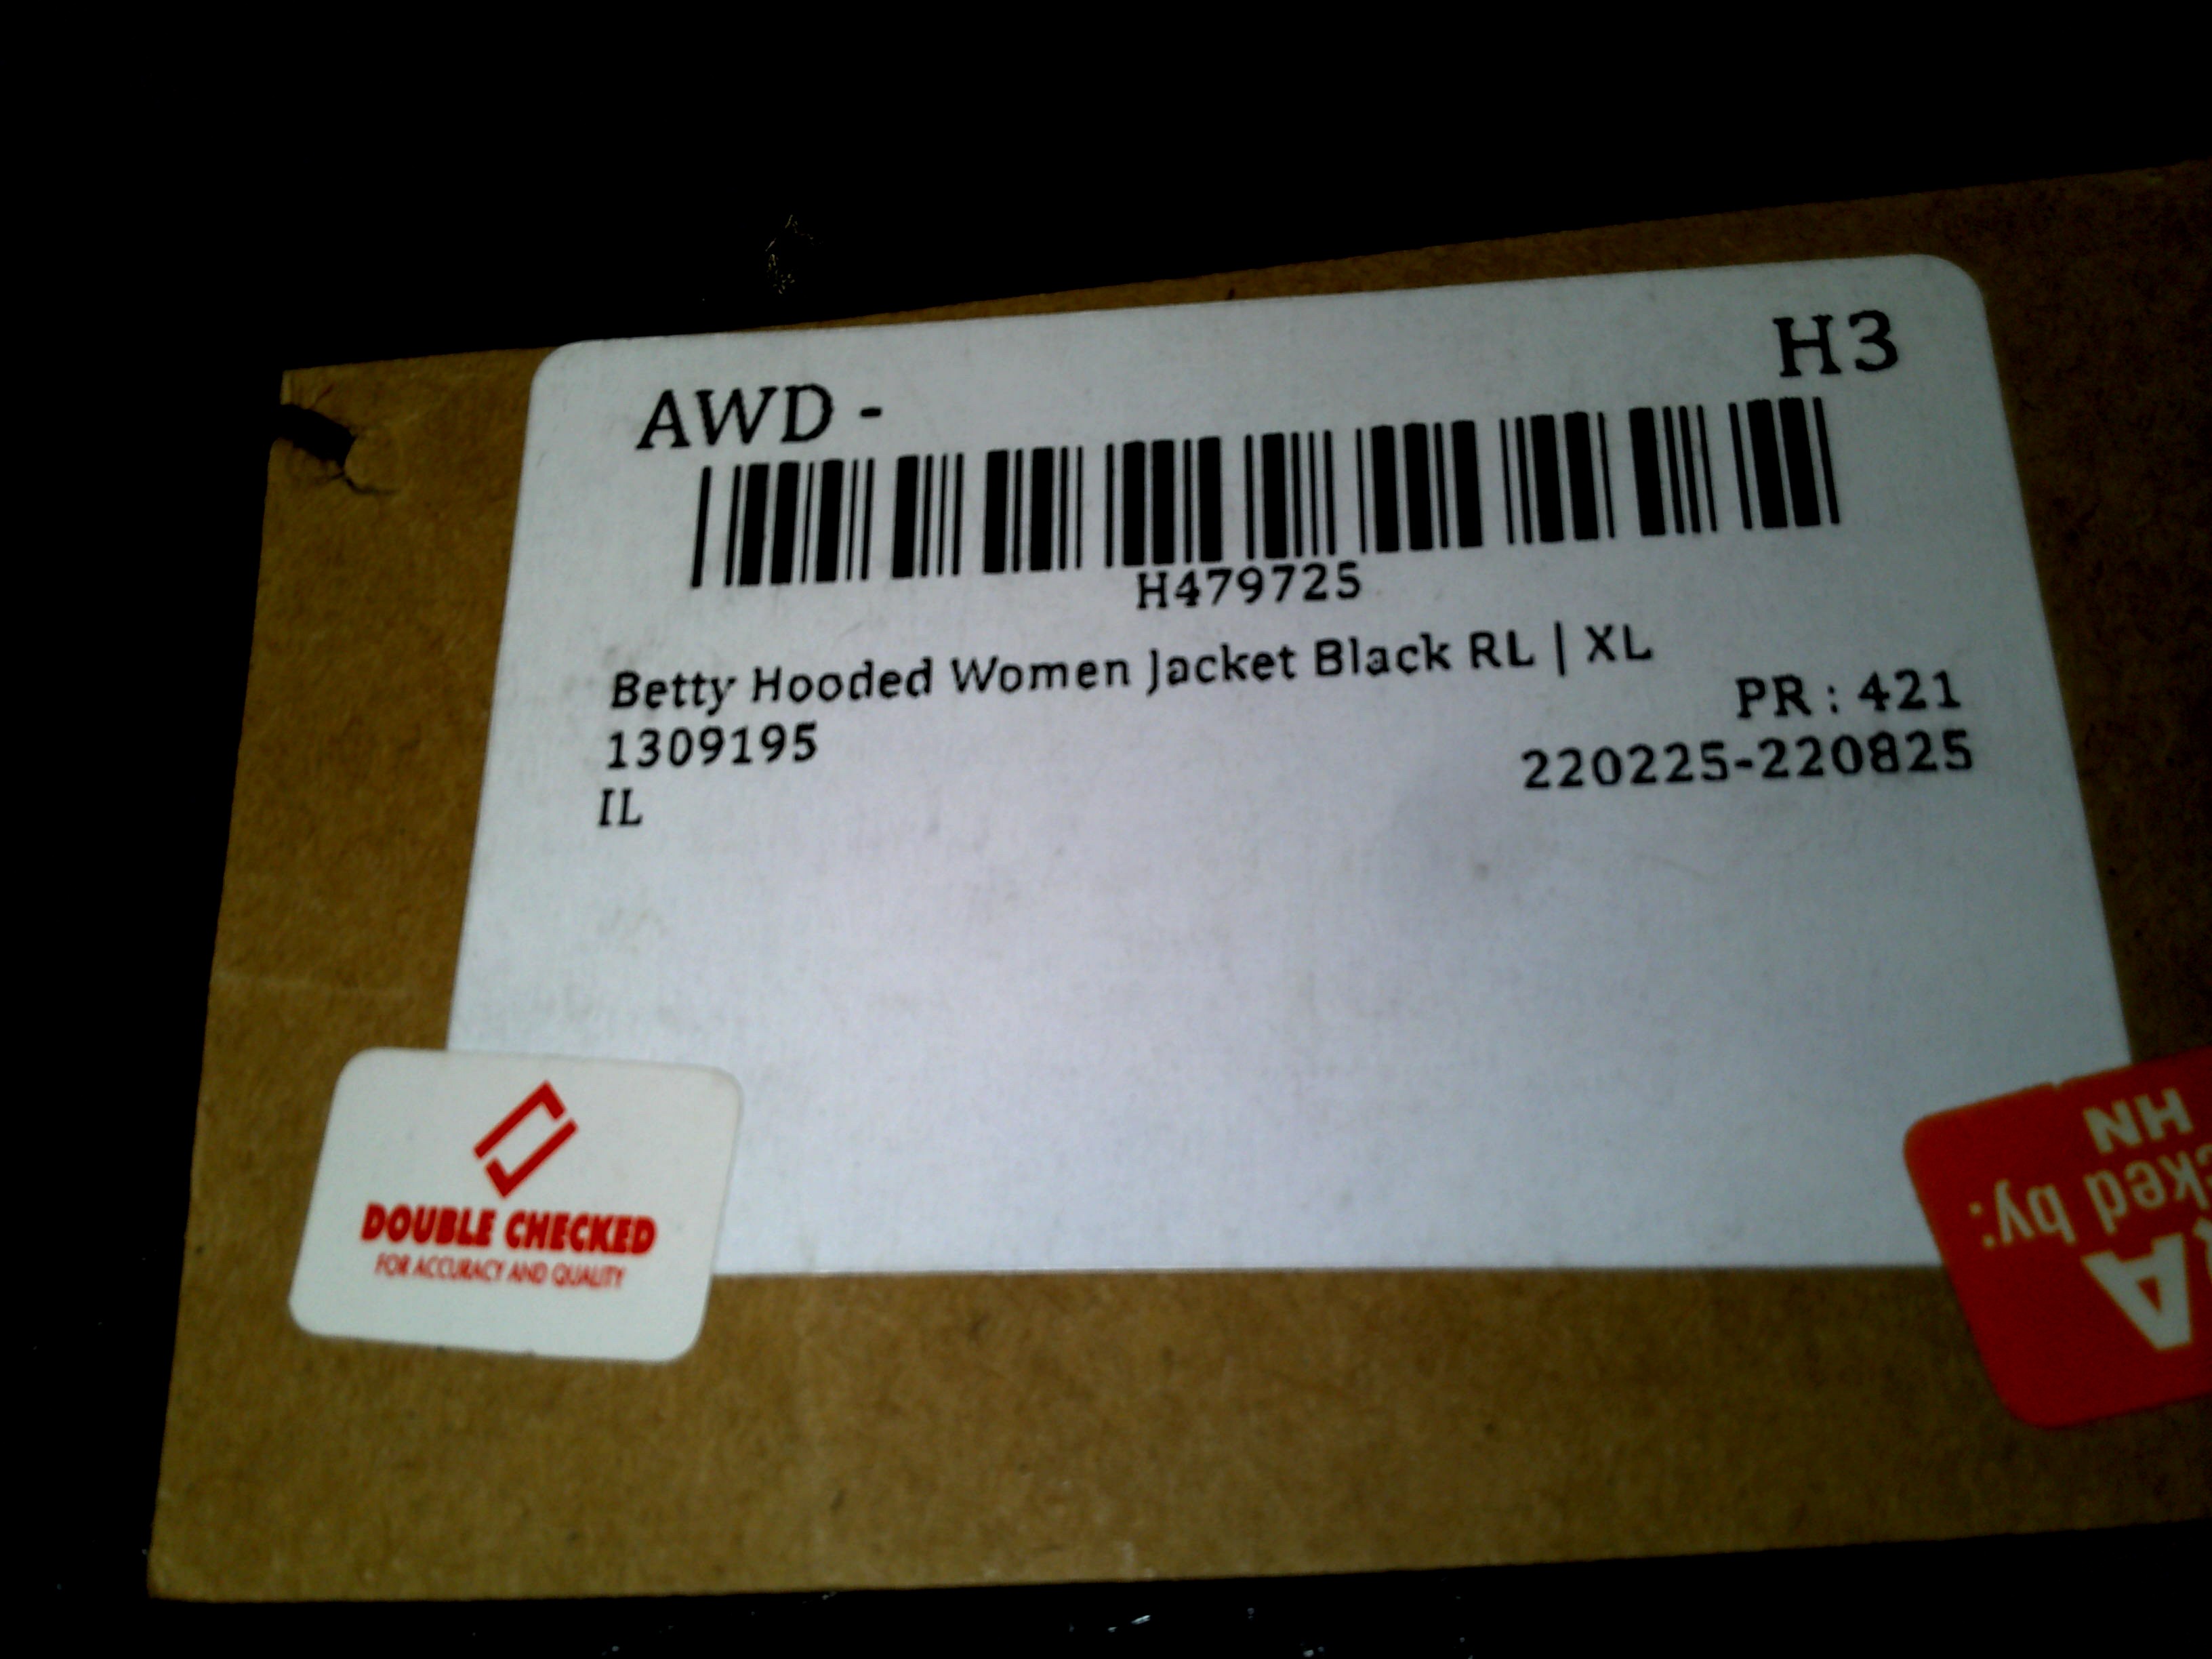 AWD -
H3
H479725
Betty Hooded Women Jacket Black RL | XL
PR : 421
1309195
220225-220825
IL
DOUBLE CHECKED
FOR ACCURACY AND QUALITY
A
cked by:
HN